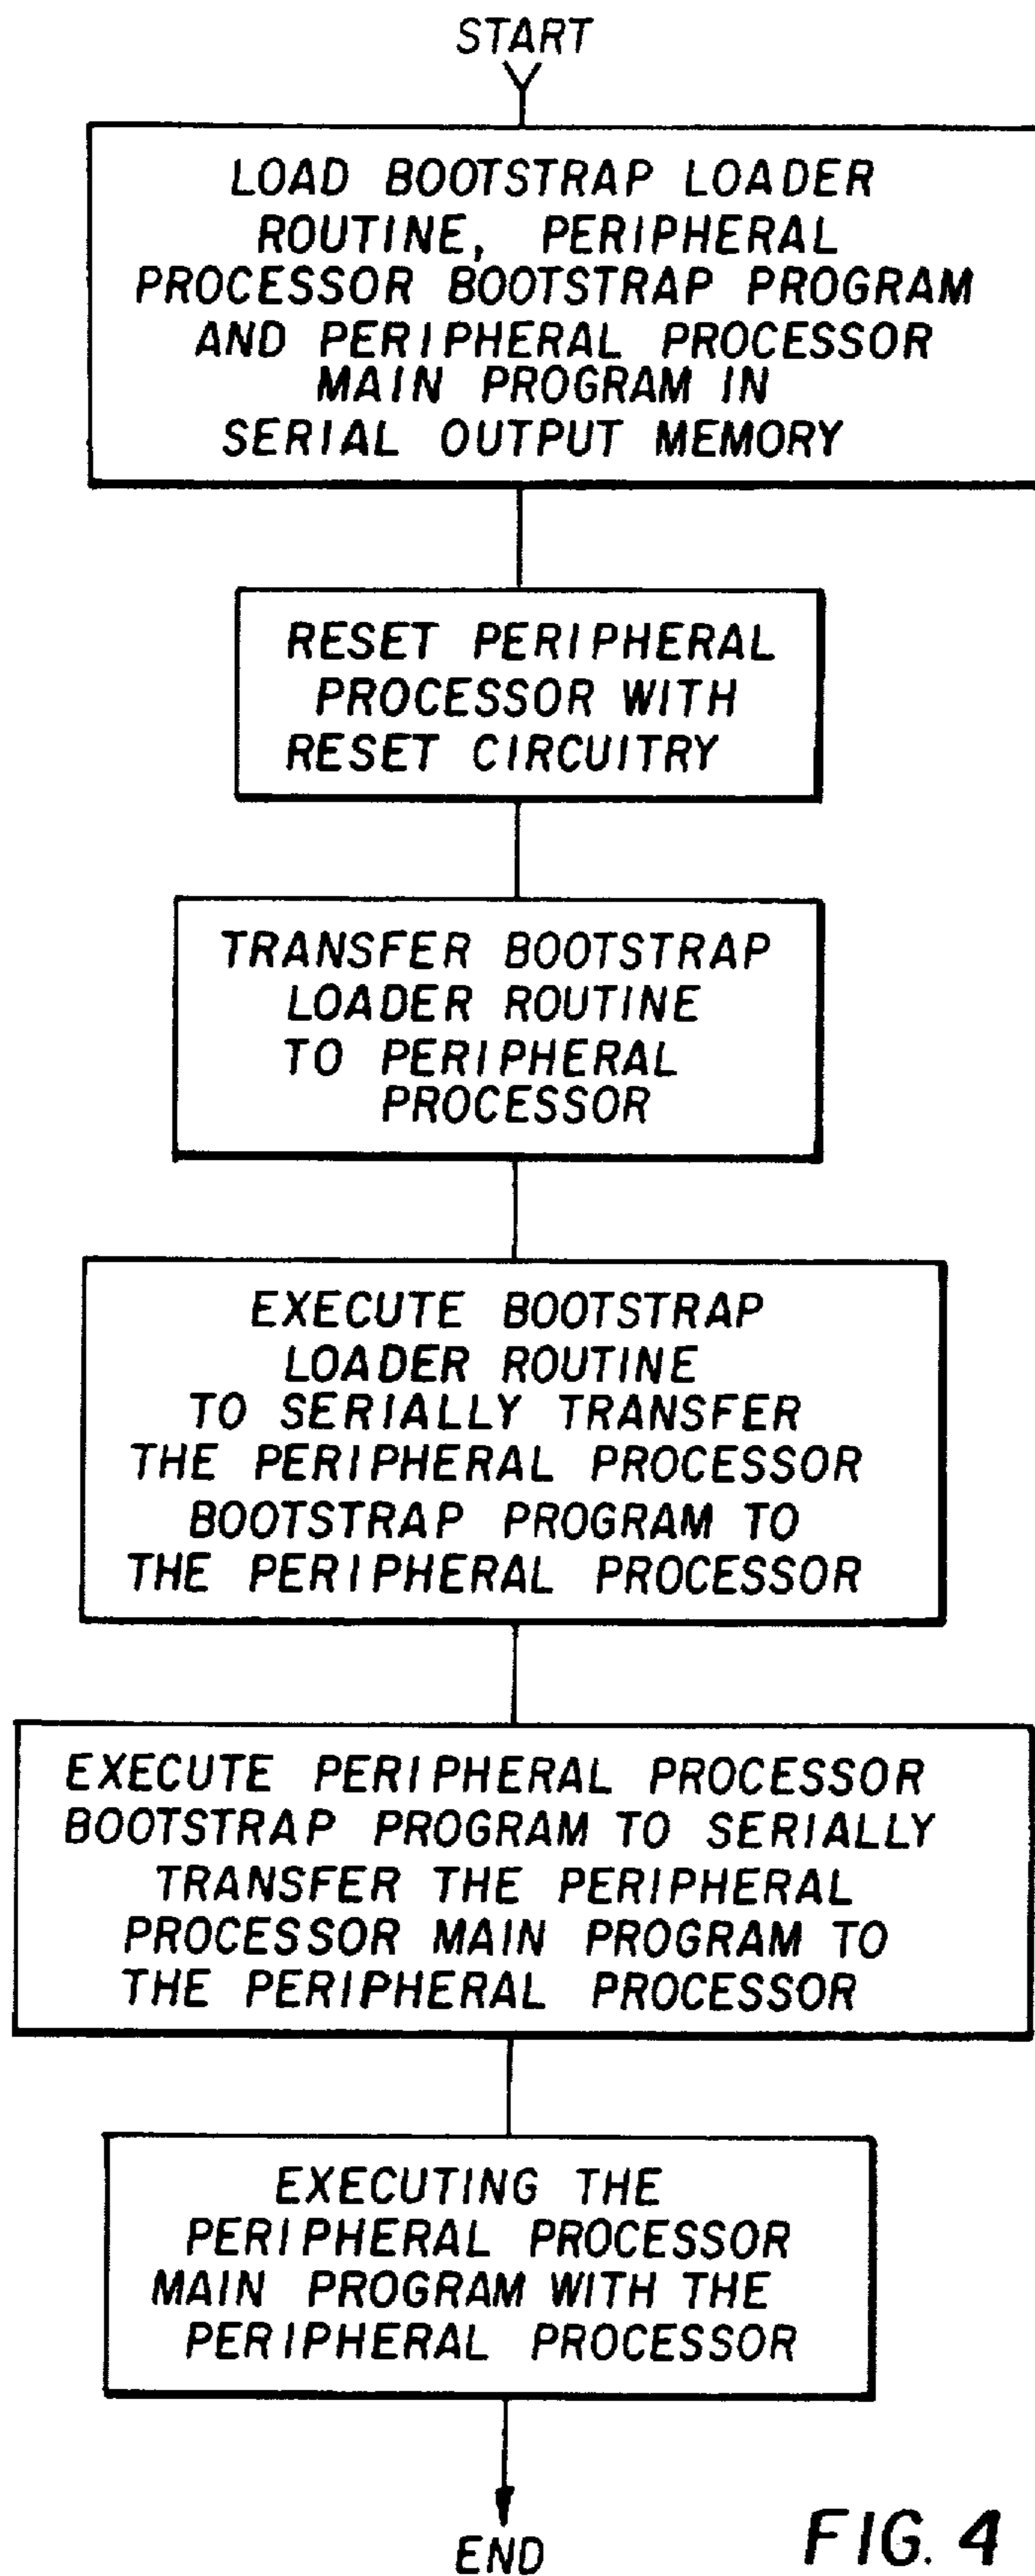 START
LOAD BOOTSTRAP LOADER
ROUTINE, PERIPHERAL
PROCESSOR BOOTSTRAP PROGRAM
AND PERIPHERAL PROCESSOR
MAIN PROGRAM IN
SERIAL OUTPUT MEMORY
RESET PERIPHERAL
PROCESSOR WITH
RESET CIRCUITRY
TRANSFER BOOTSTRAP
LOADER ROUTINE
TO PERIPHERAL
PROCESSOR
EXECUTE BOOTSTRAP
LOADER ROUTINE
TO SERIALLY TRANSFER
THE PERIPHERAL PROCESSOR
BOOTSTRAP PROGRAM TO
THE PERIPHERAL PROCESSOR
EXECUTE PERIPHERAL PROCESSOR
BOOTSTRAP PROGRAM TO SERIALLY
TRANSFER THE PERIPHERAL
PROCESSOR MAIN PROGRAM TO
THE PERIPHERAL PROCESSOR
EXECUTING THE
PERIPHERAL PROCESSOR
MAIN PROGRAM WITH THE
PERIPHERAL PROCESSOR
END
FIG. 4